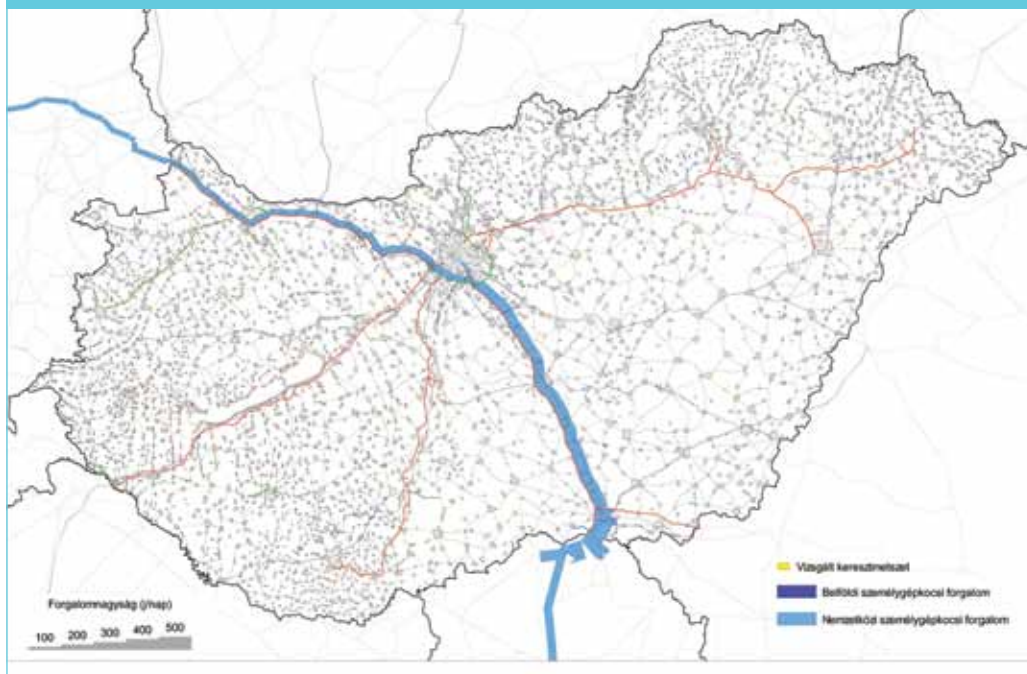 Forgalomnagyság (j/nap)
100 200 300 400 500
Vizsgált keresztmetszet
Belföldi személygépkocsi forgalom
Nemzetközi személygépkocsi forgalom